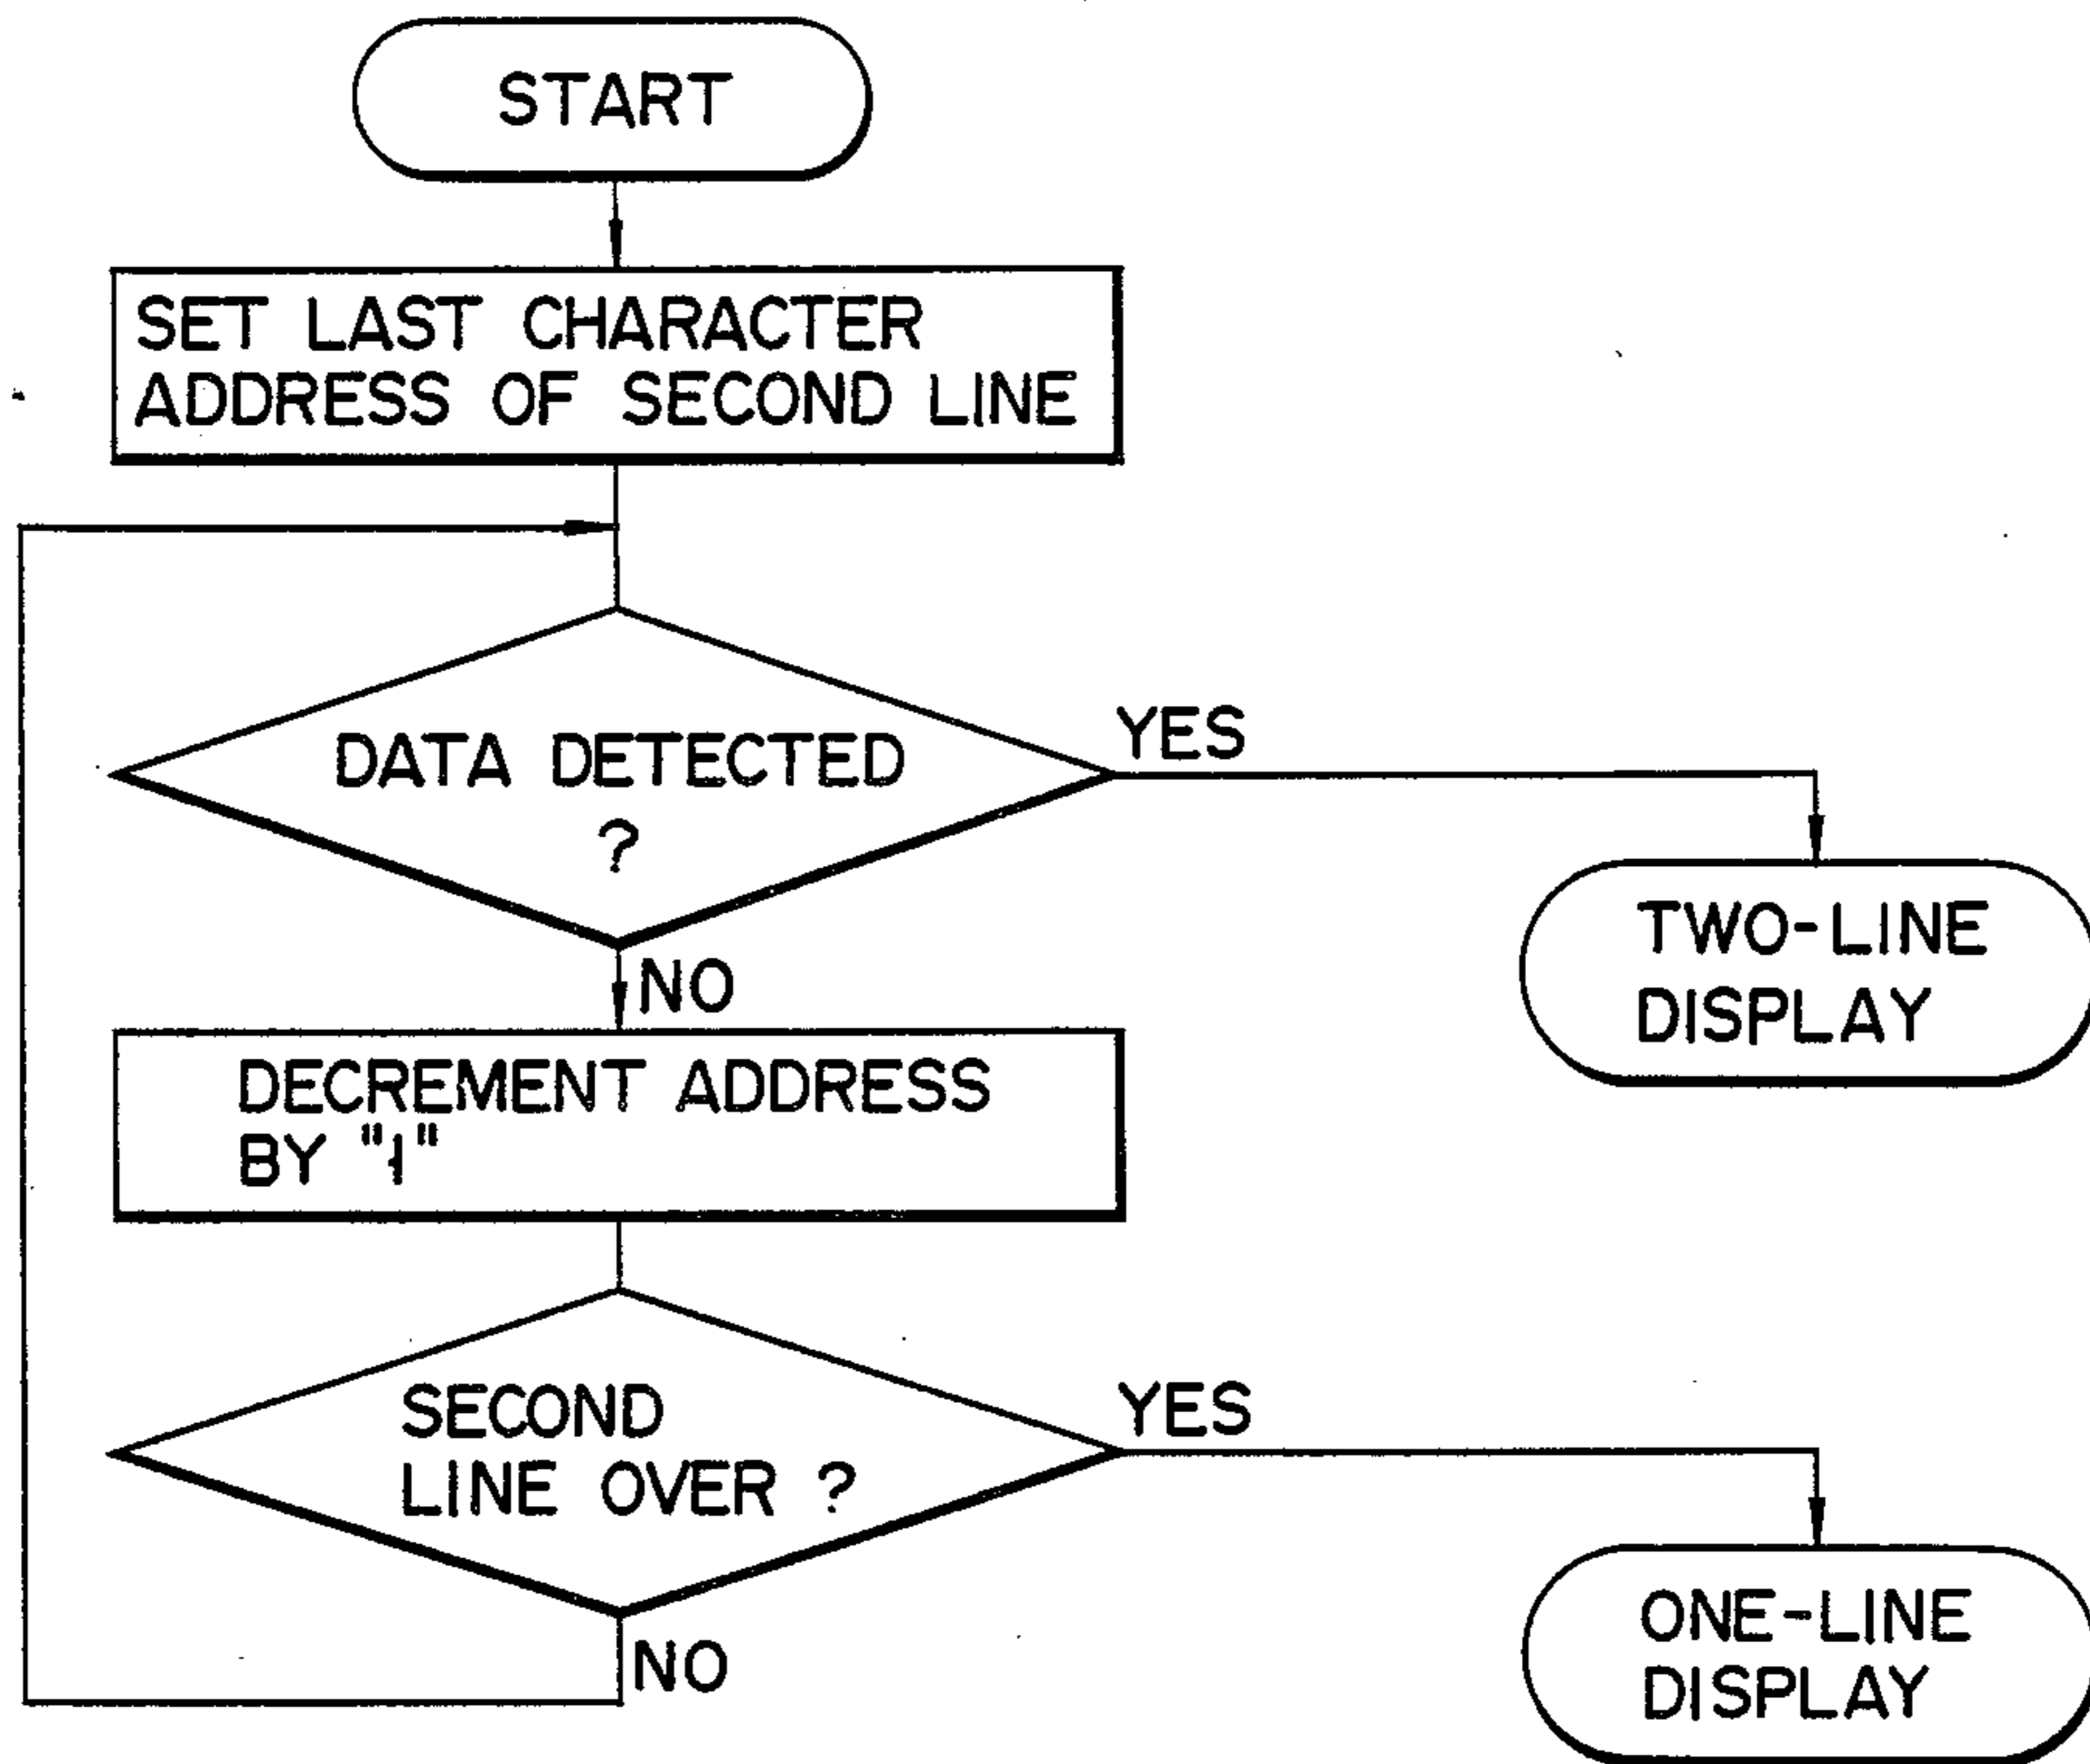 START
SET LAST CHARACTER
ADDRESS OF SECOND LINE
DATA DETECTED
?
YES
TWO-LINE
DISPLAY
NO
DECREMENT ADDRESS
BY "1"
SECOND
LINE OVER ?
YES
ONE-LINE
DISPLAY
NO